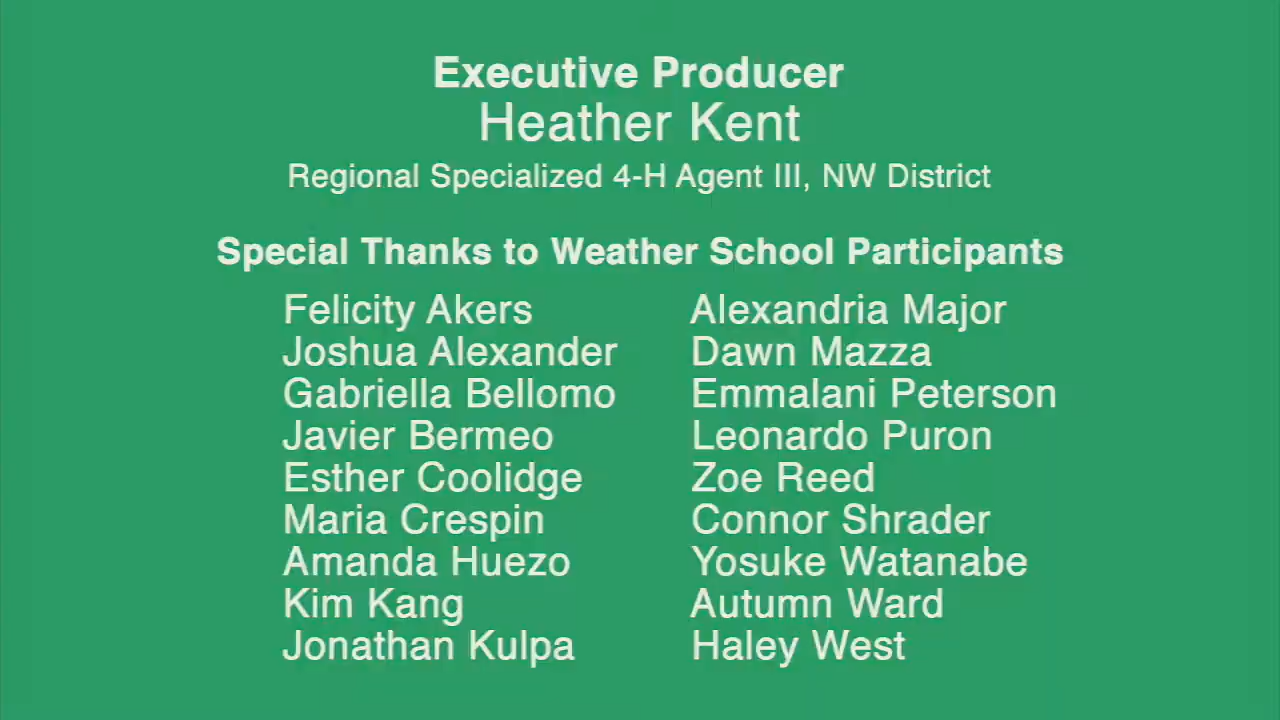 Executive Producer
Heather Kent
Regional Specialized 4-H Agent III, NW District
Special Thanks to Weather School Participants
Felicity Akers
Joshua Alexander
Gabriella Bellomo
Javier Bermeo
Esther Coolidge
Maria Crespin
Amanda Huezo
Kim Kang
Jonathan Kulpa
Alexandria Major
Dawn Mazza
Emmalani Peterson
Leonardo Puron
Zoe Reed
Connor Shrader
Yosuke Watanabe
Autumn Ward
Haley West